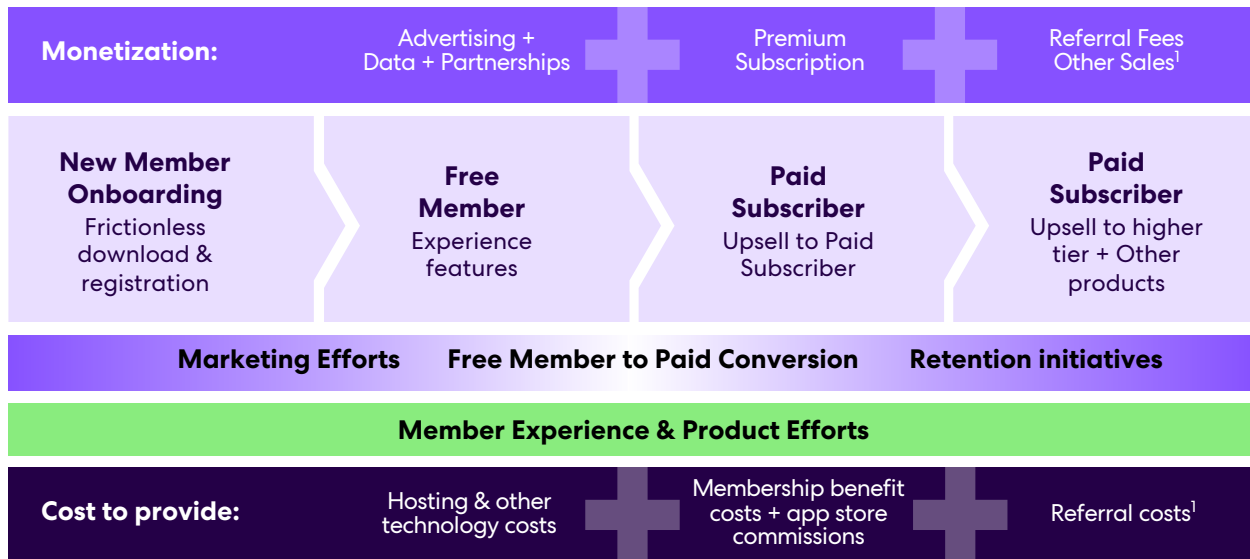 Monetization:
Advertising +
Data + Partnerships
Premium
Subscription
Referral Fees
Other Sales¹
New Member
Onboarding
Frictionless
download &
registration
Free
Member
Experience
features
Paid
Subscriber
Upsell to Paid
Subscriber
Paid
Subscriber
Upsell to higher
tier + Other
products
Marketing Efforts
Free Member to Paid Conversion
Retention initiatives
Member Experience & Product Efforts
Cost to provide:
Hosting & other
technology costs
Membership benefit
costs + app store
commissions
Referral costs¹